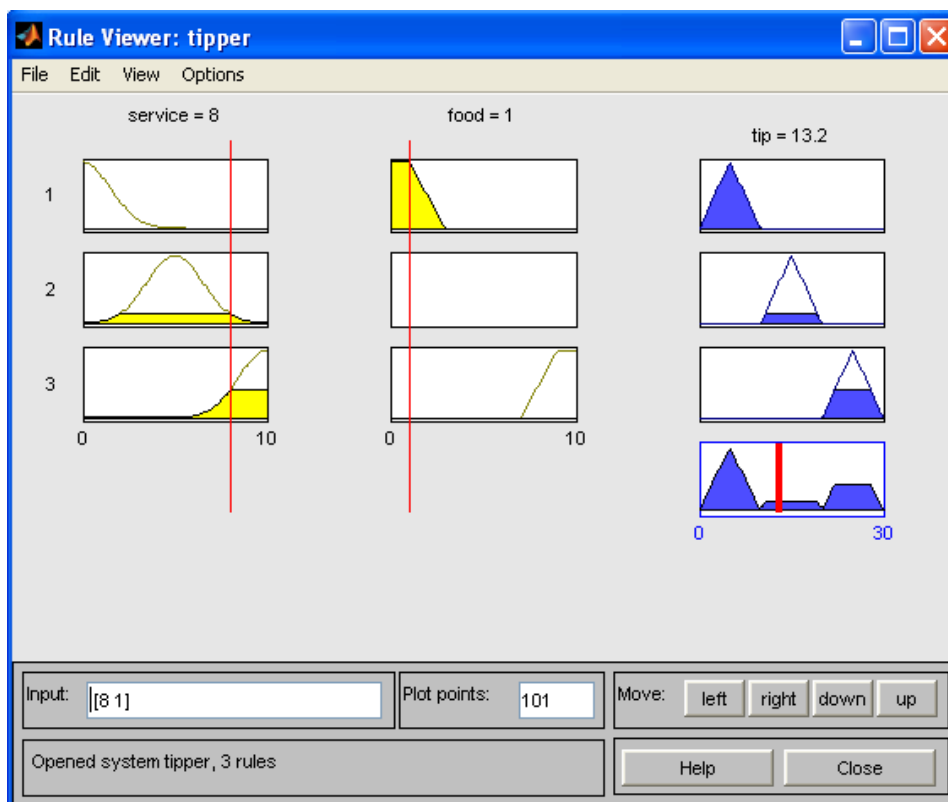 Rule Viewer: tipper
File Edit View Options
service = 8
food = 1
tip = 13.2
1
2
3
0 10
0 10
0 30
Input: [8 1]
Plot points: 101
Move: left right down up
Opened system tipper, 3 rules
Help Close